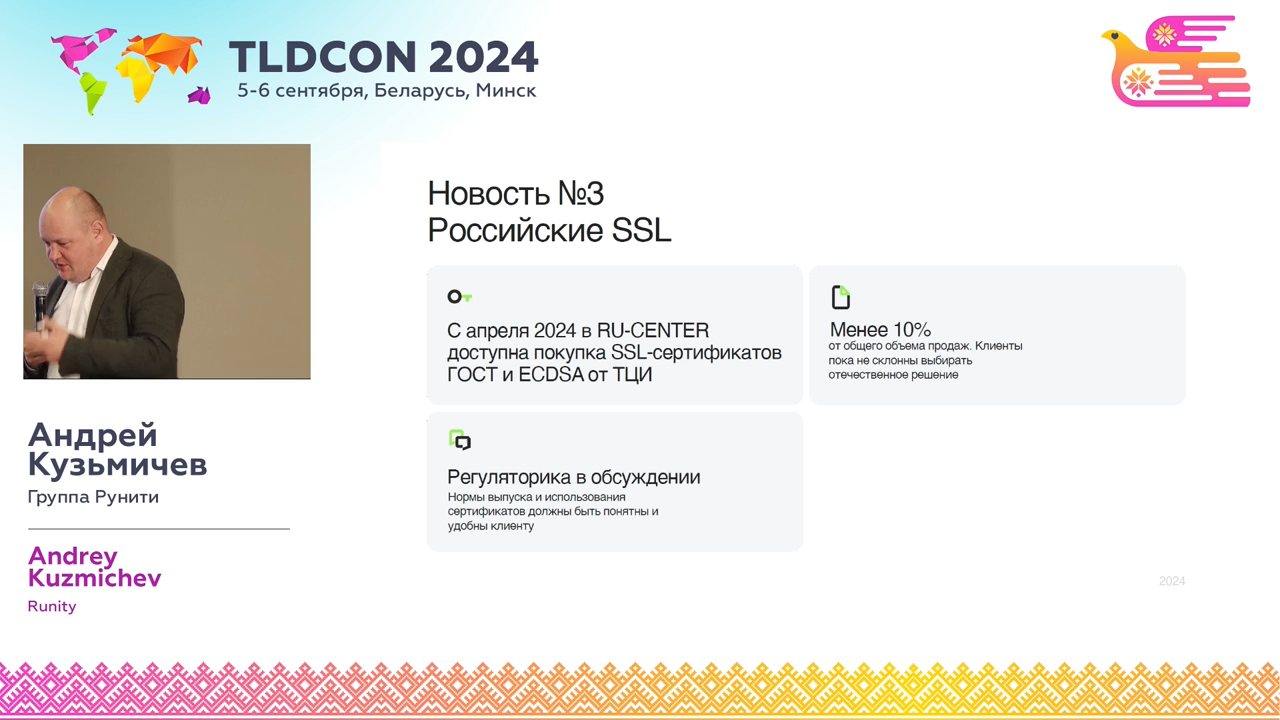 TLDCON 2024
5-6 сентября, Беларусь, Минск
Новость №3
Российские SSL
С апреля 2024 в RU-CENTER
доступна покупка SSL-сертификатов
ГОСТ и ECDSA от ТЦИ
Менее 10%
от общего объема продаж. Клиенты
пока не склонны выбирать
отечественное решение
Регуляторика в обсуждении
Нормы выпуска и использования
сертификатов должны быть понятны и
удобны клиенту
2024
Андрей
Кузьмичев
Группа Рунити
Andrey
Kuzmichev
Runity